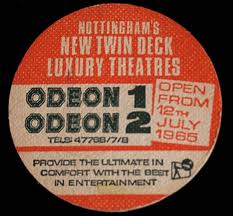 NOTTINGHAM'S
NEW TWIN DECK
LUXURY THEATRES
ODEON 1
ODEON 2
TELS: 47766/7/8
OPEN
FROM
12TH
JULY
1965
PROVIDE THE ULTIMATE IN
COMFORT WITH THE BEST
IN ENTERTAINMENT